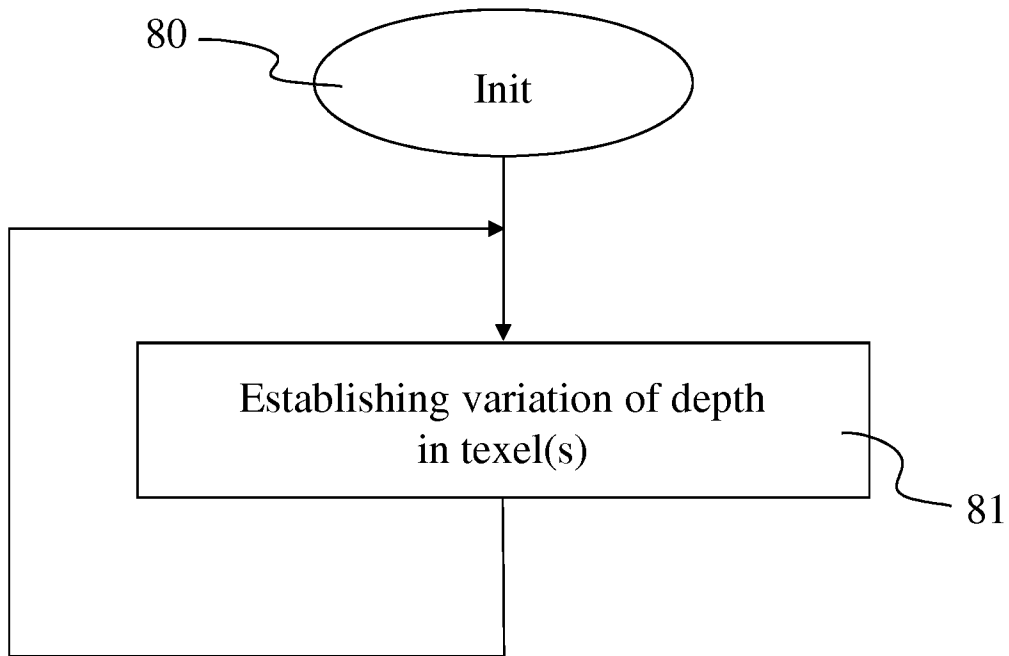 80
Init
Establishing variation of depth
in texel(s)
81